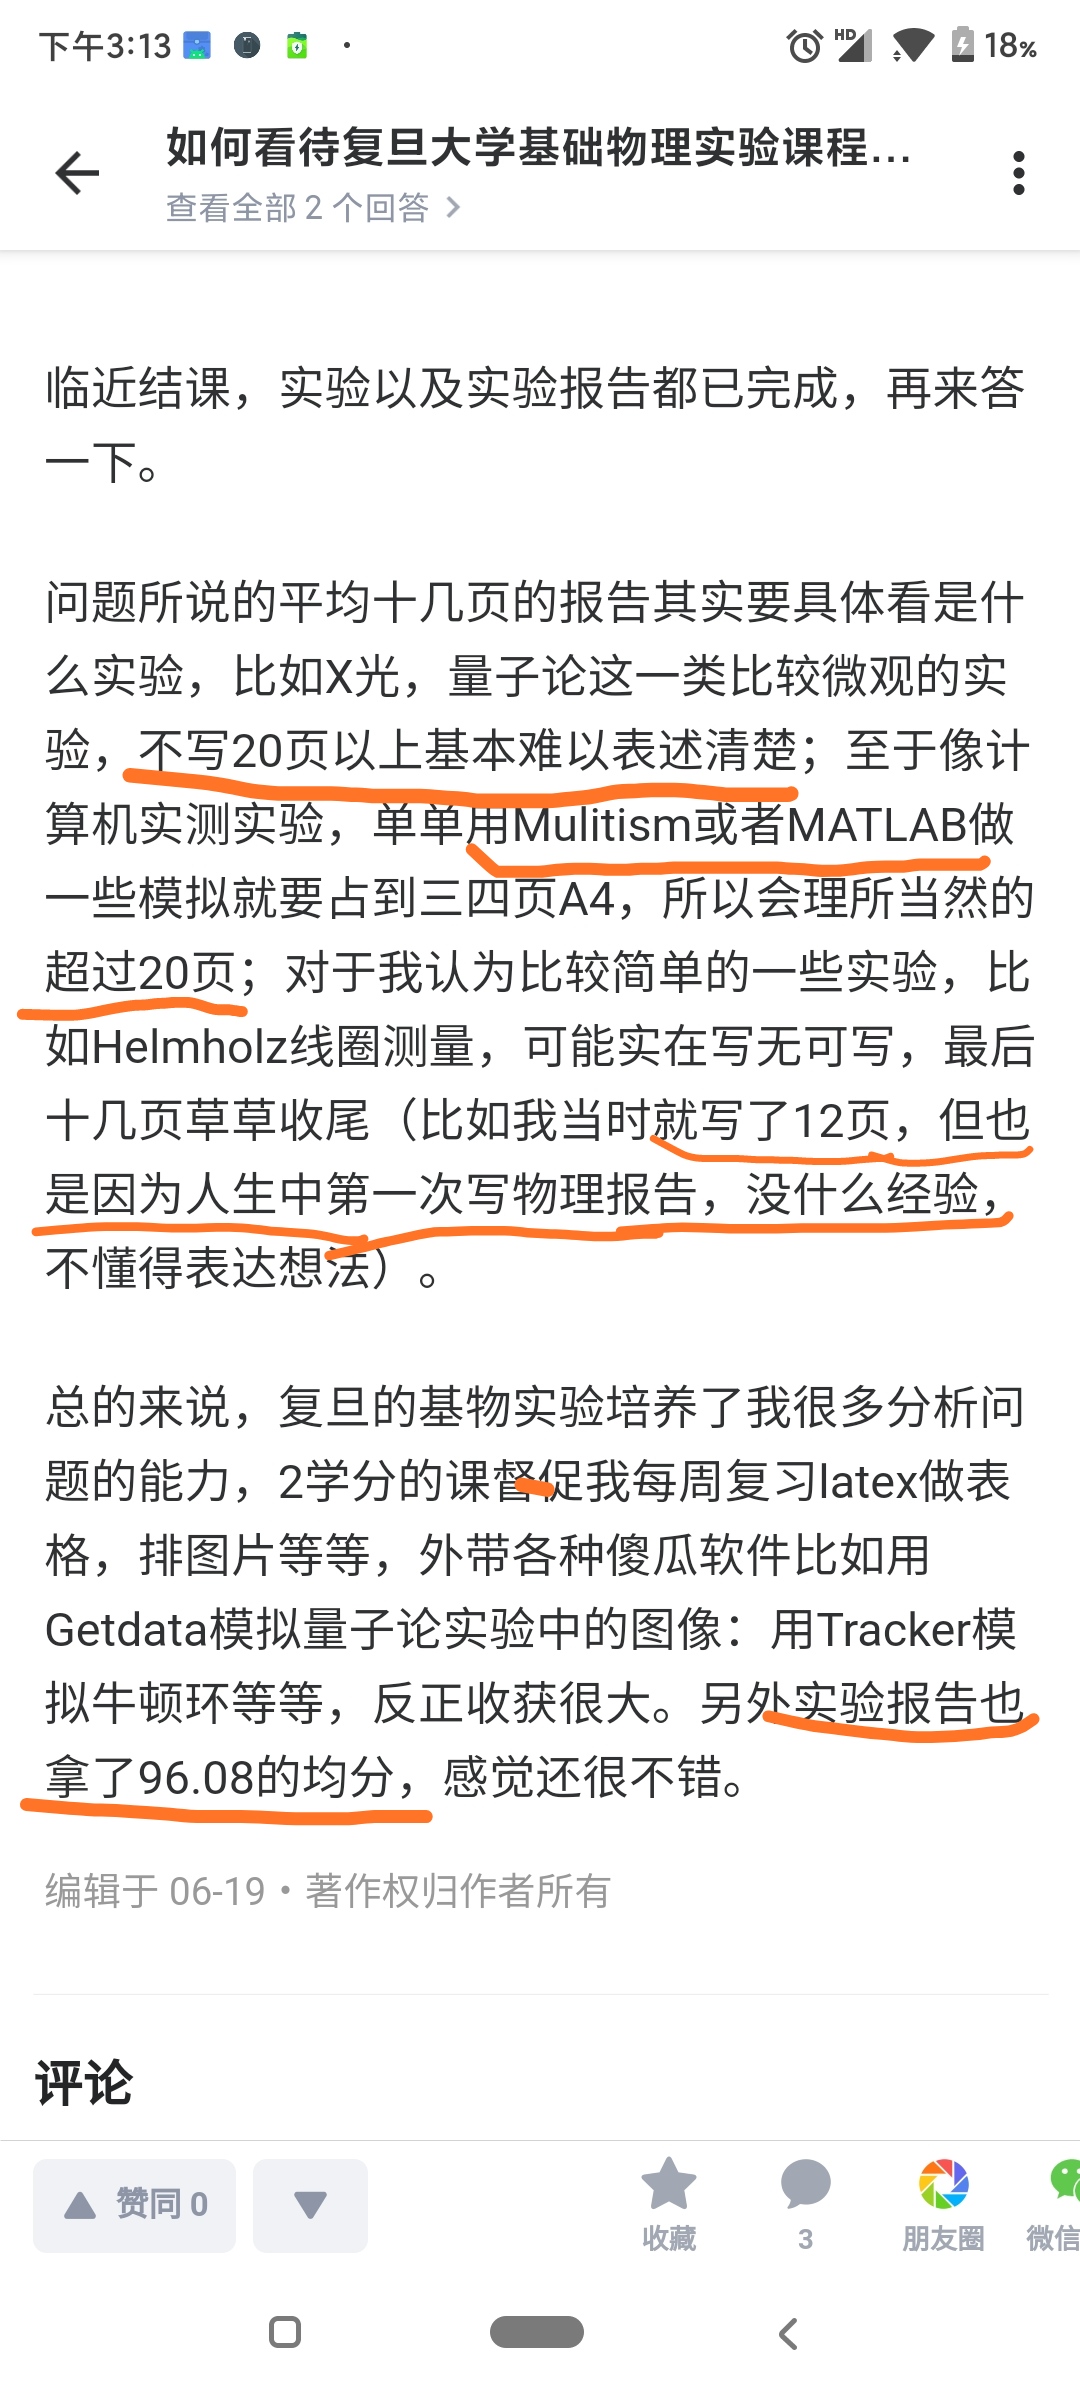 下午3:13
HD
18%
如何看待复旦大学基础物理实验课程...
查看全部 2 个回答
临近结课，实验以及实验报告都已完成，再来答
一下。
问题所说的平均十几页的报告其实要具体看是什
么实验，比如X光，量子论这一类比较微观的实
验，不写20页以上基本难以表述清楚；至于像计
算机实测实验，单单用Mulitism或者MATLAB做
一些模拟就要占到三四页A4，所以会理所当然的
超过20页；对于我认为比较简单的一些实验，比
如Helmholz线圈测量，可能实在写无可写，最后
十几页草草收尾（比如我当时就写了12页，但也
是因为人生中第一次写物理报告，没什么经验，
不懂得表达想法）。
总的来说，复旦的基物实验培养了我很多分析问
题的能力，2学分的课督促我每周复习latex做表
格，排图片等等，外带各种傻瓜软件比如用
Getdata模拟量子论实验中的图像：用Tracker模
拟牛顿环等等，反正收获很大。另外实验报告也
拿了96.08的均分，感觉还很不错。
编辑于 06-19 · 著作权归作者所有
评论
赞同 0
收藏
3
朋友圈
微信